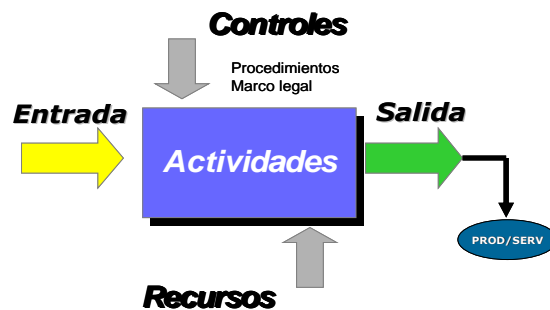 Controles
Procedimientos
Marco legal
Entrada
Salida
Actividades
PROD/SERV
Recursos